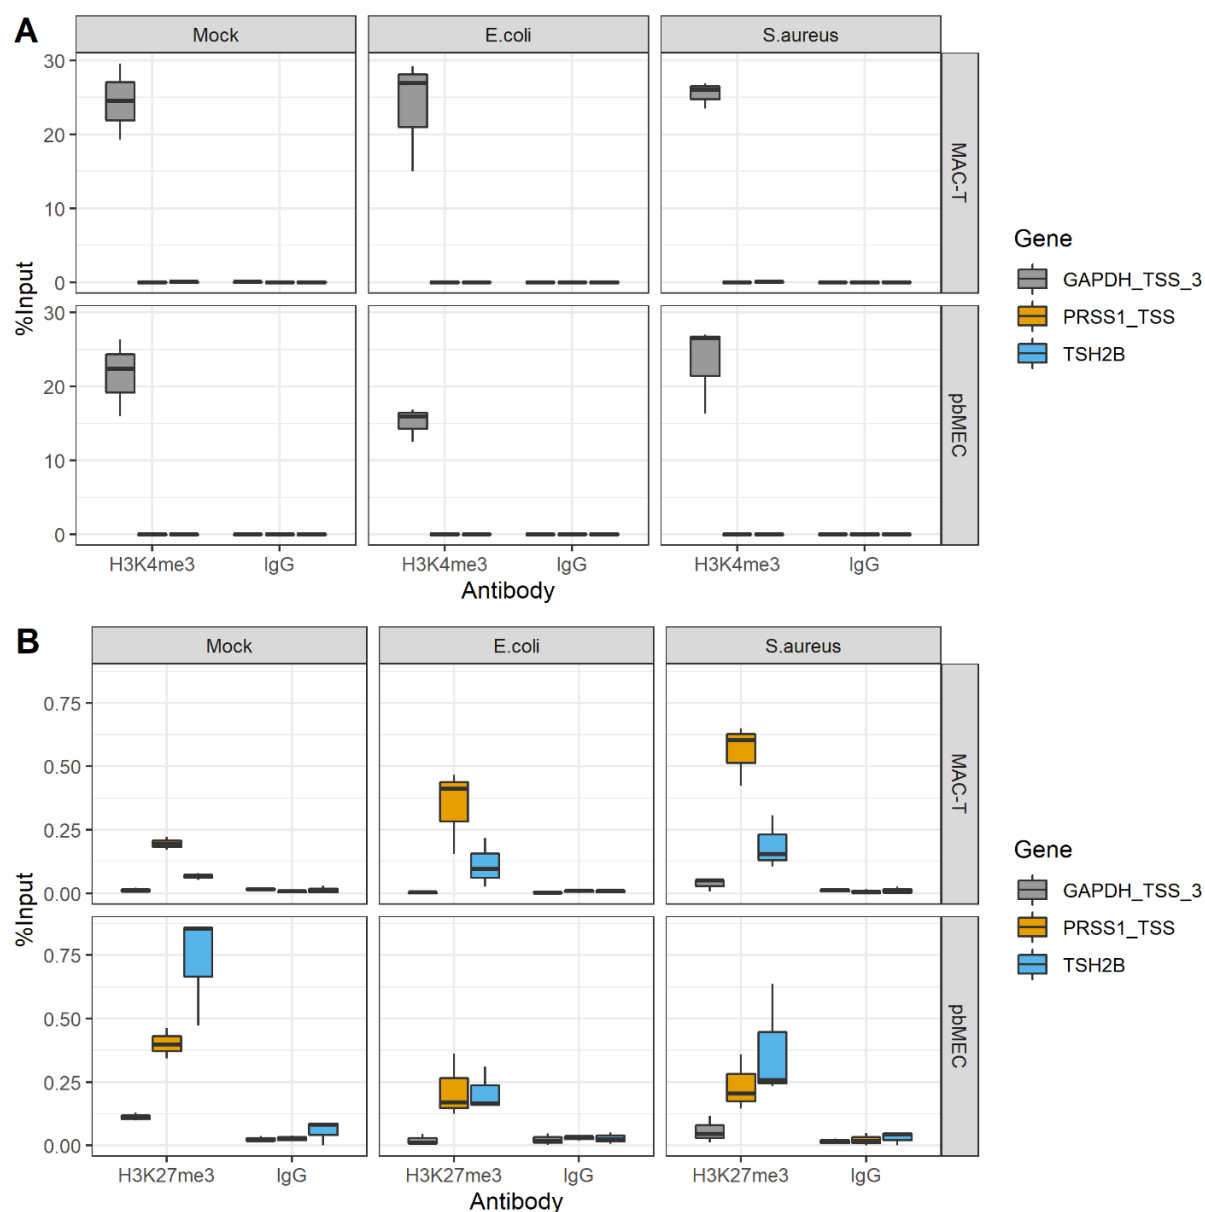 A
Mock
E.coli
S.aureus
30
20
10
0
MAC-T
30
20
10
0
pbMEC
%Input
H3K4me3
IgG
H3K4me3
IgG
H3K4me3
IgG
Antibody
Gene
GAPDH_TSS_3
PRSS1_TSS
TSH2B
B
Mock
E.coli
S.aureus
0.75
0.50
0.25
0.00
MAC-T
0.75
0.50
0.25
0.00
pbMEC
%Input
H3K27me3
IgG
H3K27me3
IgG
H3K27me3
IgG
Antibody
Gene
GAPDH_TSS_3
PRSS1_TSS
TSH2B